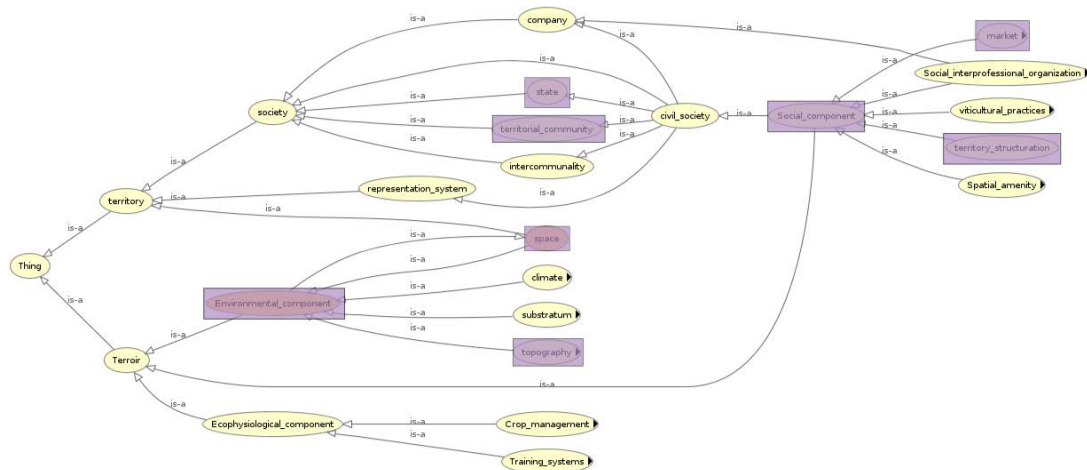 company
is-a
is-a
is-a
is-a
market
is-a
Social_interprofessional_organization
is-a
is-a
state
is-a
society
is-a
is-a
viticultural_practices
is-a
territorial_community
is-a
civil_society
is-a
Social_component
is-a
is-a
is-a
territory_structuration
is-a
intercommunality
is-a
representation_system
Spatial_amenity
territory
is-a
is-a
is-a
space
is-a
is-a
Thing
climate
is-a
Environmental_component
is-a
substratum
is-a
is-a
is-a
topography
Terroir
is-a
is-a
Ecophysiological_component
is-a
Crop_management
is-a
Training_systems